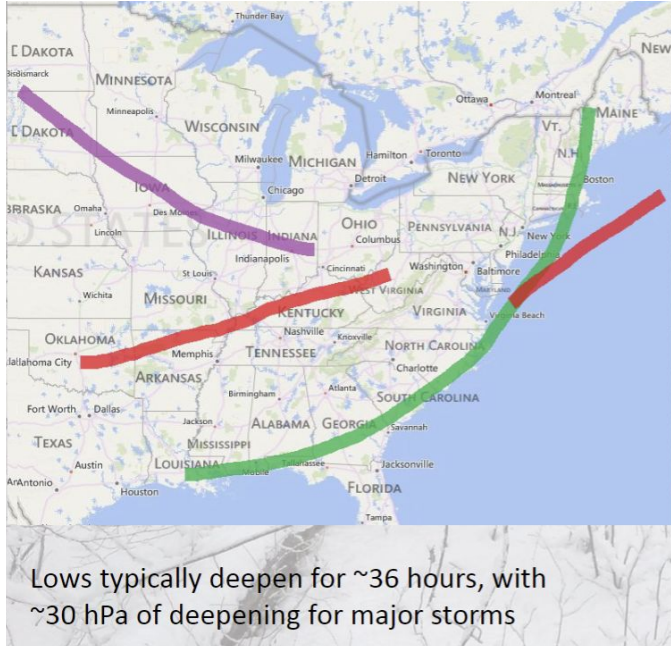 Thunder Bay
DAKOTA
Bismarck
MINNESOTA
Minneapolis
DAKOTA
WISCONSIN
Ottawa
Montreal
MAINE
VT.
N.H.
Milwaukee
MICHIGAN
Hamilton
Toronto
Detroit
Chicago
NEW YORK
Boston
IOWA
Omaha
Des Moines
Lincoln
ILLINOIS
INDIANA
OHIO
PENNSYLVANIA
N.J.
New York
Columbus
Indianapolis
Philadelphia
KANSAS
Cincinnati
Washington
Baltimore
MARYLAND
St Louis
WEST VIRGINIA
Wichita
MISSOURI
KENTUCKY
VIRGINIA
Virginia Beach
OKLAHOMA
Nashville
Knoxville
NORTH CAROLINA
Oklahoma City
Memphis
TENNESSEE
Charlotte
ARKANSAS
Atlanta
SOUTH CAROLINA
Birmingham
Fort Worth
Dallas
Jackson
ALABAMA
GEORGIA
Savannah
TEXAS
MISSISSIPPI
LOUISIANA
Mobile
Tallahassee
Jacksonville
Austin
Houston
FLORIDA
Antonio
Tampa
Lows typically deepen for ~36 hours, with
~30 hPa of deepening for major storms